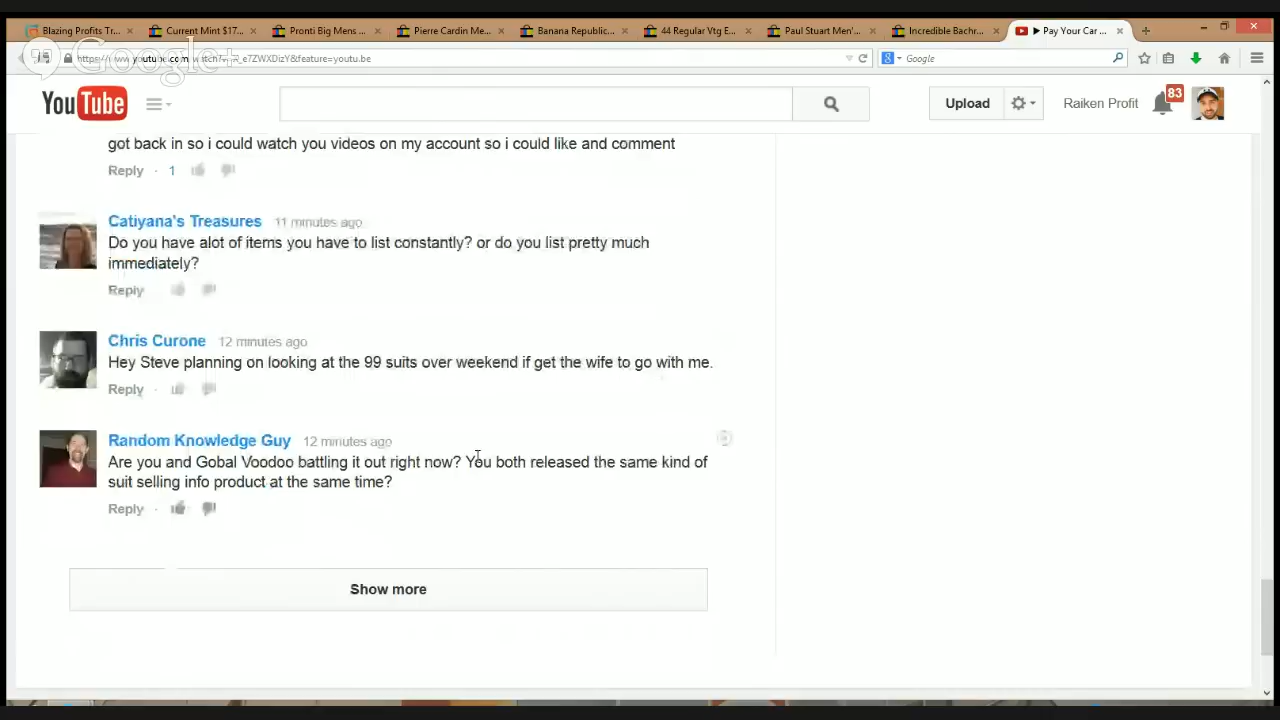 Blazing Profits Tr...
Current Mint $17...
Pronti Big Mens ...
Pierre Cardin Me...
Banana Republic...
44 Regular Vtg E...
Paul Stuart Men'...
Incredible Bachr...
▶ Pay Your Car ...
Google+
youtube.com/watch?v=
_e7ZWXDizY&feature=youtu.be
Google
YouTube
Upload
Raiken Profit
83
got back in so i could watch you videos on my account so i could like and comment
Reply · 1
Catiyana's Treasures 11 minutes ago
Do you have alot of items you have to list constantly? or do you list pretty much
immediately?
Reply ·
Chris Curone 12 minutes ago
Hey Steve planning on looking at the 99 suits over weekend if get the wife to go with me.
Reply ·
Random Knowledge Guy 12 minutes ago
Are you and Gobal Voodoo battling it out right now? You both released the same kind of
suit selling info product at the same time?
Reply ·
Show more